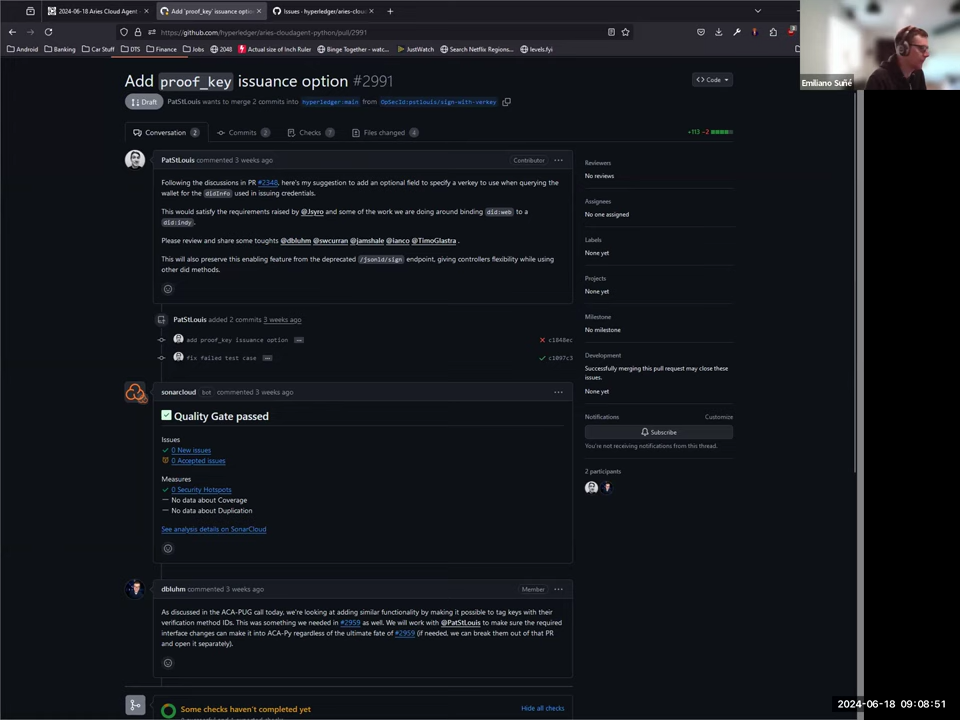 2024-06-18 Aries Cloud Agent
Add `proof_key` issuance optio
Issues · hyperledger/aries-clou
https://github.com/hyperledger/aries-cloudagent-python/pull/2991
Android
Banking
Car Stuff
DTS
Finance
Jobs
2048
Actual size of Inch Ruler
Binge Together - watc...
JustWatch
Search Netflix Regions...
levels.fyi
Emiliano Suñé
Add proof_key issuance option #2991
Code
Draft
PatStLouis wants to merge 2 commits into hyperledger:main from OpSecId:pstlouis/sign-with-verkey
Conversation 2
Commits 2
Checks 7
Files changed 4
+113 −2
PatStLouis commented 3 weeks ago
Contributor
Following the discussions in PR #2348, here's my suggestion to add an optional field to specify a verkey to use when querying the
wallet for the didInfo used in issuing credentials.
This would satisfy the requirements raised by @Jsyro and some of the work we are doing around binding did:web to a
did:indy.
Please review and share some toughts @dbluhm @swcurran @jamshale @ianco @TimoGlastra .
This will also preserve this enabling feature from the deprecated /jsonld/sign endpoint, giving controllers flexibility while using
other did methods.
PatStLouis added 2 commits 3 weeks ago
add proof_key issuance option
c1848ec
fix failed test case
c1097c3
sonarcloud bot commented 3 weeks ago
Quality Gate passed
Issues
0 New issues
0 Accepted issues
Measures
0 Security Hotspots
No data about Coverage
No data about Duplication
See analysis details on SonarCloud
dbluhm commented 3 weeks ago
Member
As discussed in the ACA-PUG call today, we're looking at adding similar functionality by making it possible to tag keys with their
verification method IDs. This was something we needed in #2959 as well. We will work with @PatStLouis to make sure the required
interface changes can make it into ACA-Py regardless of the ultimate fate of #2959 (if needed, we can break them out of that PR
and open it separately).
Some checks haven't completed yet
Hide all checks
Reviewers
No reviews
Assignees
No one assigned
Labels
None yet
Projects
None yet
Milestone
No milestone
Development
Successfully merging this pull request may close these
issues.
None yet
Notifications
Customize
Subscribe
You're not receiving notifications from this thread.
2 participants
2024-06-18 09:08:51